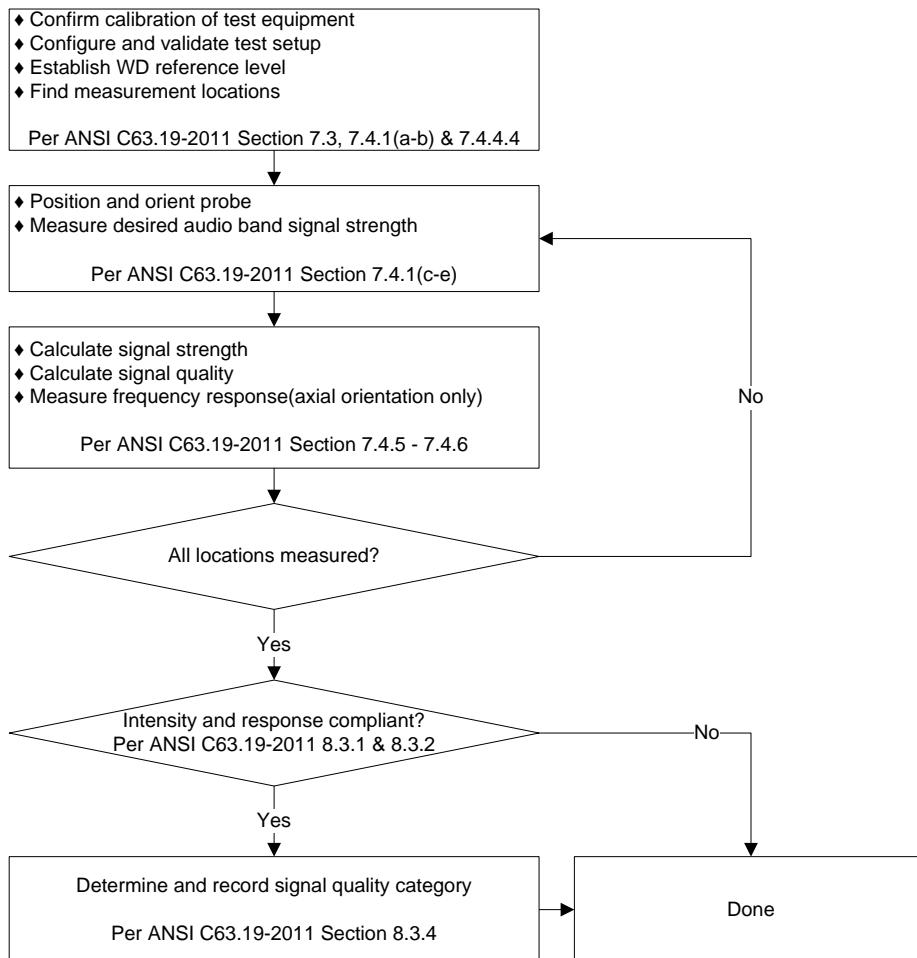 ♦ Confirm calibration of test equipment
♦ Configure and validate test setup
♦ Establish WD reference level
♦ Find measurement locations
Per ANSI C63.19-2011 Section 7.3, 7.4.1(a-b) & 7.4.4.4
♦ Position and orient probe
♦ Measure desired audio band signal strength
Per ANSI C63.19-2011 Section 7.4.1(c-e)
♦ Calculate signal strength
♦ Calculate signal quality
♦ Measure frequency response(axial orientation only)
Per ANSI C63.19-2011 Section 7.4.5 - 7.4.6
No
All locations measured?
Yes
Intensity and response compliant?
Per ANSI C63.19-2011 8.3.1 & 8.3.2
No
Yes
Determine and record signal quality category
Per ANSI C63.19-2011 Section 8.3.4
Done